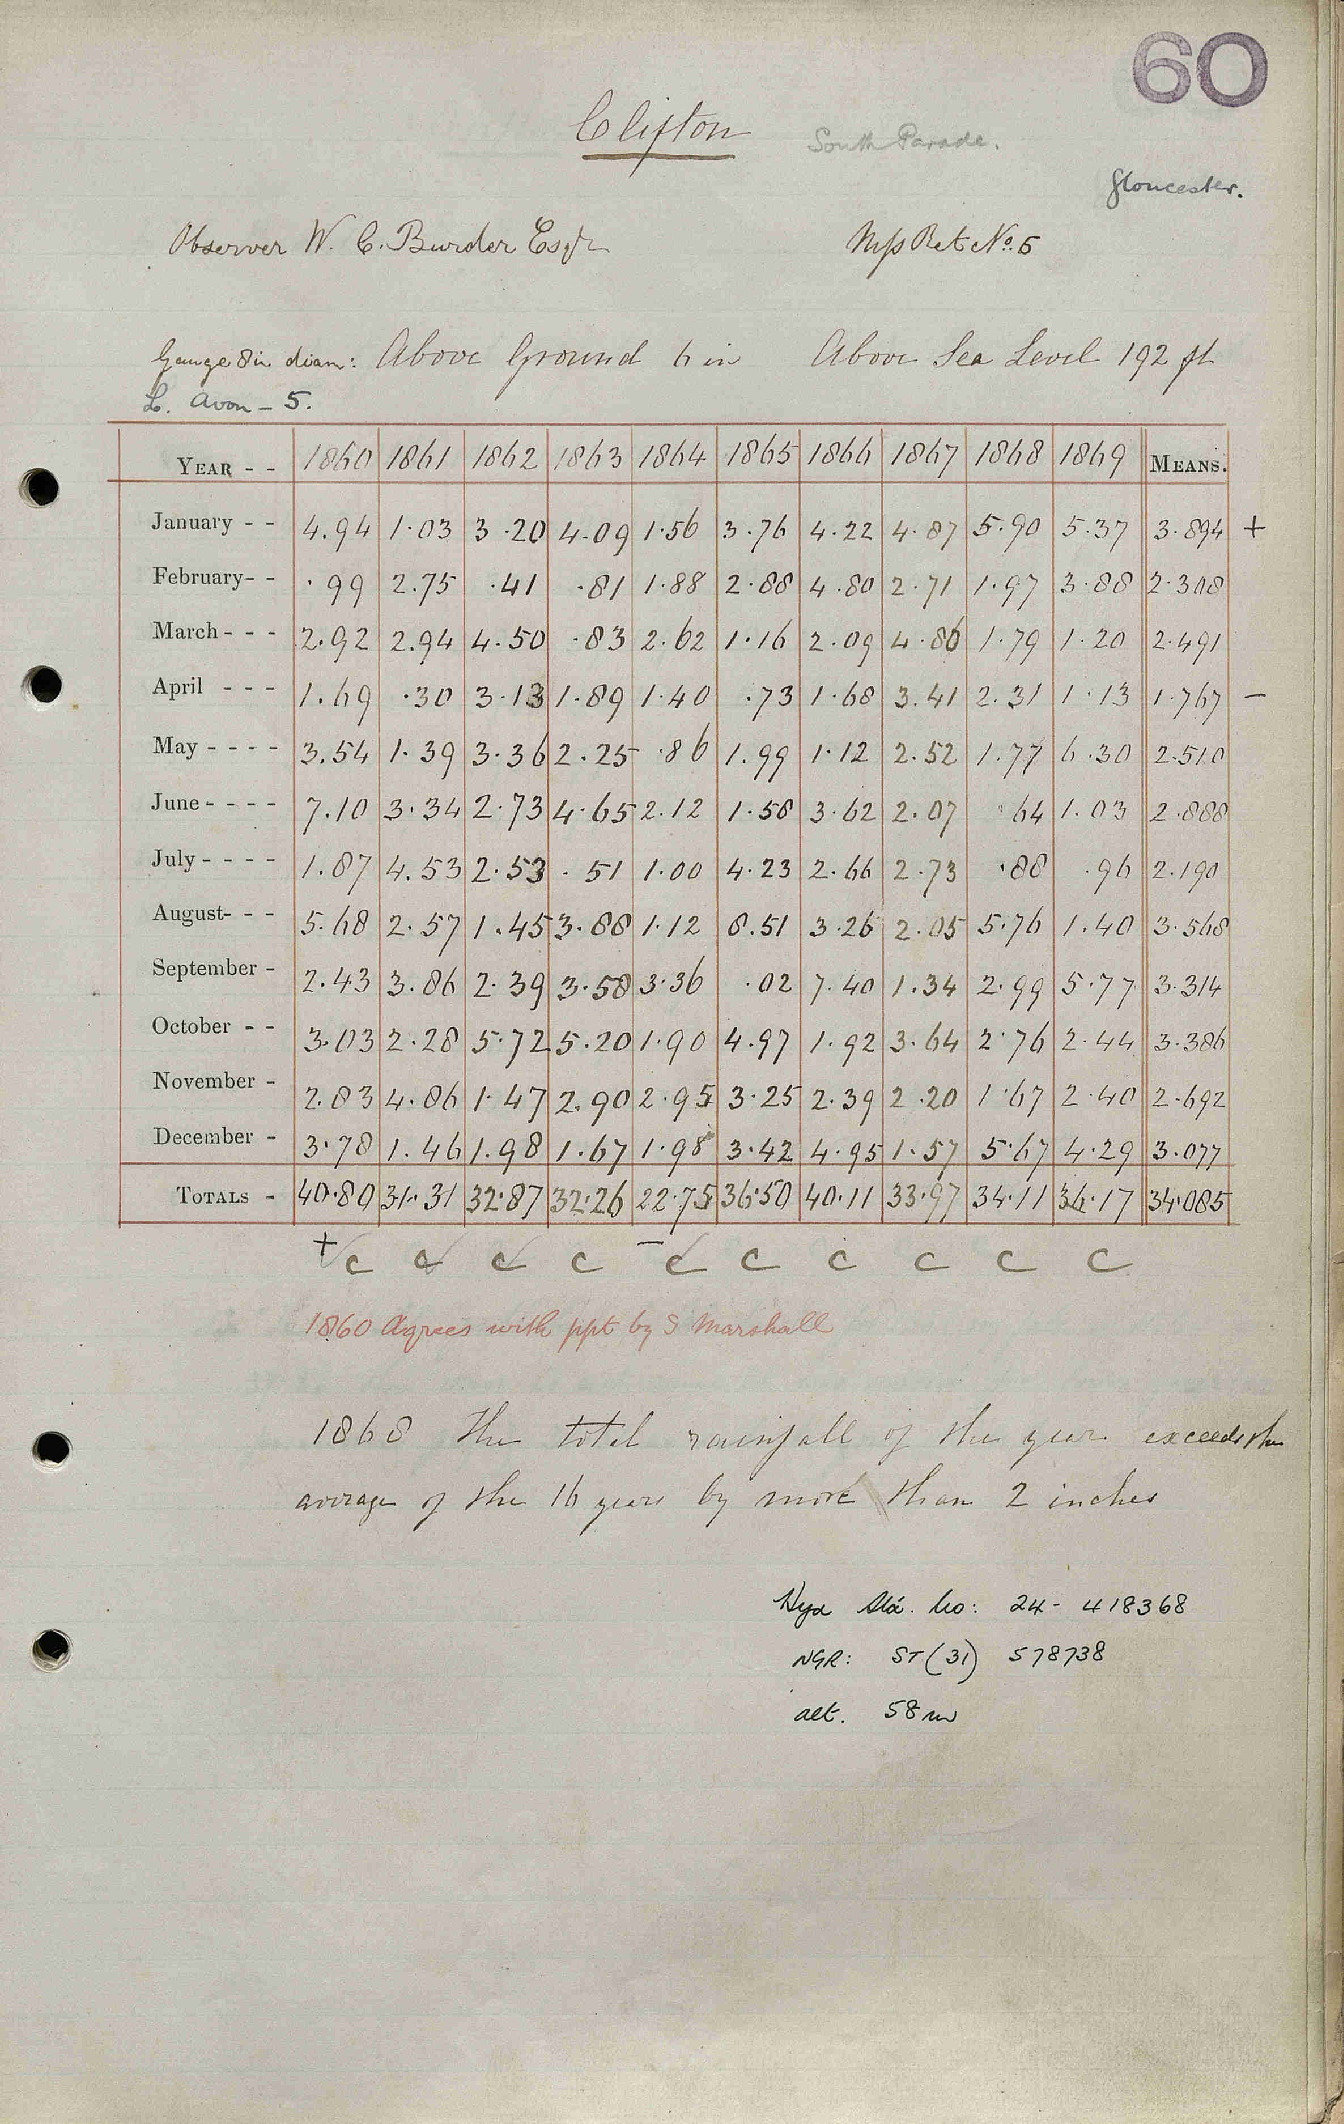 60
Clifton South Parade.
Gloucester.
Observer W. C. Burder Esqr Mss Ret No. 5
Gauge 8in diam: Above Ground 6 in Above Sea Level 192 ft
L. Avon - 5.
YEAR - - 1860 1861 1862 1863 1864 1865 1866 1867 1868 1869 MEANS.
January - - 4.94 1.03 3.20 4.09 1.56 3.76 4.22 4.87 5.90 5.37 3.894 +
February - - .99 2.75 .41 .81 1.88 2.88 4.80 2.71 1.97 3.88 2.308
March - - - 2.92 2.94 4.50 .83 2.62 1.16 2.09 4.86 1.79 1.20 2.491
April - - - 1.69 .30 3.13 1.89 1.40 .73 1.68 3.41 2.31 1.13 1.767 -
May - - - - 3.54 1.39 3.36 2.25 .86 1.99 1.12 2.52 1.77 6.30 2.510
June - - - - 7.10 3.34 2.73 4.65 2.12 1.58 3.62 2.07 .64 1.03 2.888
July - - - - 1.87 4.53 2.53 .51 1.00 4.23 2.66 2.73 .88 .96 2.190
August - - - 5.68 2.57 1.45 3.88 1.12 8.51 3.26 2.05 5.76 1.40 3.568
September - 2.43 3.86 2.39 3.58 3.36 .02 7.40 1.34 2.99 5.77 3.314
October - - 3.03 2.28 5.72 5.20 1.90 4.97 1.92 3.64 2.76 2.44 3.386
November - 2.83 4.86 1.47 2.90 2.95 3.25 2.39 2.20 1.67 2.40 2.692
December - 3.78 1.46 1.98 1.67 1.98 3.42 4.95 1.57 5.67 4.29 3.077
TOTALS - 40.80 31.31 32.87 32.26 22.75 36.50 40.11 33.97 34.11 36.17 34.085
+ c c c c - c c c c c c
1860 Agrees with ppt by S Marshall
1868 The total rainfall of the year exceeds the
average of the 16 years by more than 2 inches
Hyd Sta. No: 24- 418368
NGR: ST (31) 578738
alt. 58m